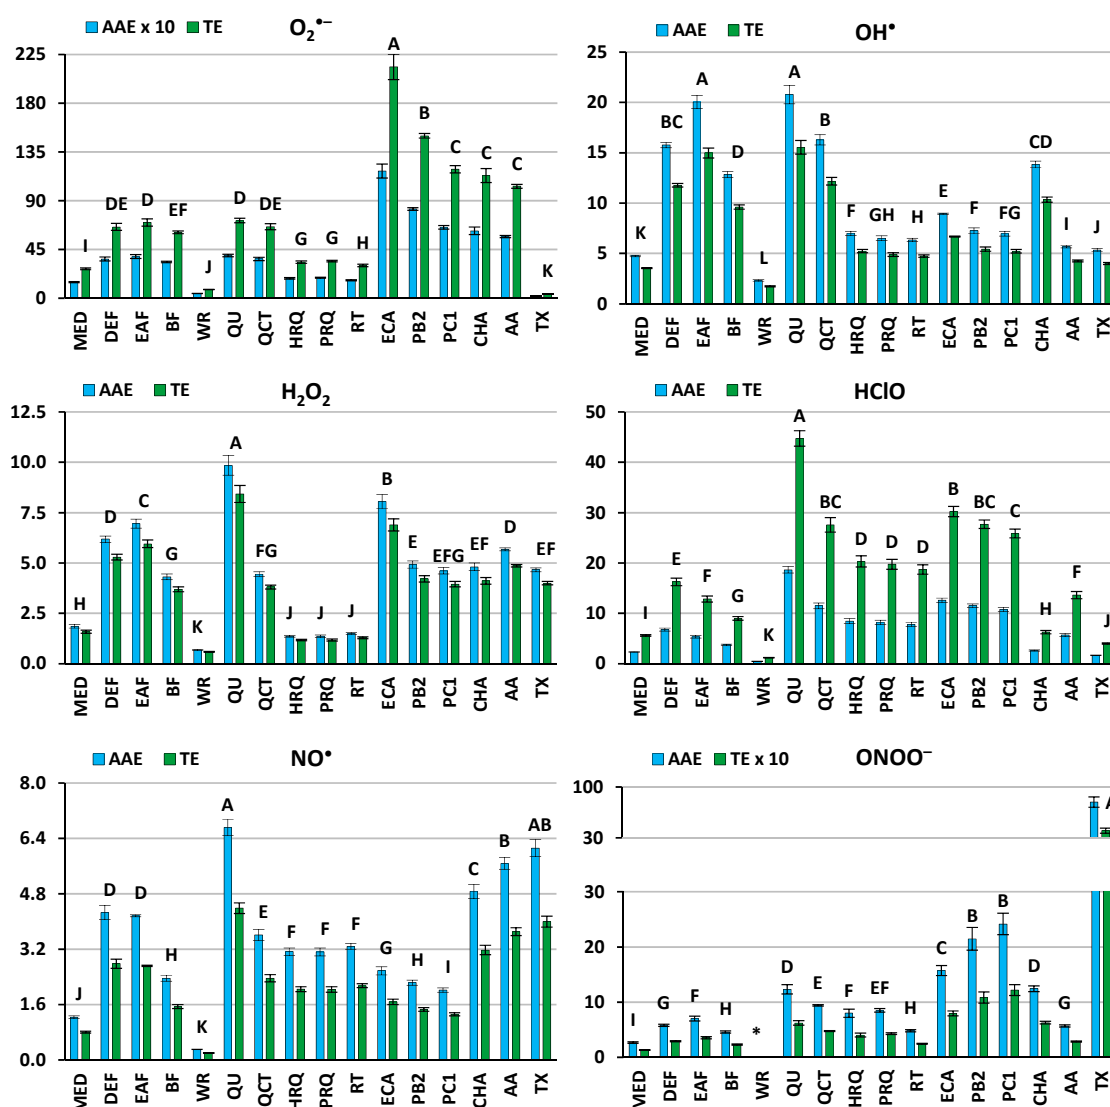 AAE x 10 TE O₂•⁻
225
180
135
90
45
0
I DE D EF J D DE G G H A B C C C K
MED DEF EAF BF WR QU QCT HRQ PRQ RT ECA PB2 PC1 CHA AA TX
AAE TE OH•
25
20
15
10
5
0
K BC A D L A B F GH H E F FG CD I J
MED DEF EAF BF WR QU QCT HRQ PRQ RT ECA PB2 PC1 CHA AA TX
AAE TE H₂O₂
12.5
10.0
7.5
5.0
2.5
0.0
H D C G K A FG J J J B E EFG EF D EF
MED DEF EAF BF WR QU QCT HRQ PRQ RT ECA PB2 PC1 CHA AA TX
AAE TE HClO
50
40
30
20
10
0
I E F G K A BC D D D B BC C H F J
MED DEF EAF BF WR QU QCT HRQ PRQ RT ECA PB2 PC1 CHA AA TX
AAE TE NO•
8.0
6.4
4.8
3.2
1.6
0.0
J D D H K A E F F F G H I C B AB
MED DEF EAF BF WR QU QCT HRQ PRQ RT ECA PB2 PC1 CHA AA TX
AAE TE x 10 ONOO⁻
100
30
30
20
10
0
I G F H * D E F EF H C B B D G A
MED DEF EAF BF WR QU QCT HRQ PRQ RT ECA PB2 PC1 CHA AA TX